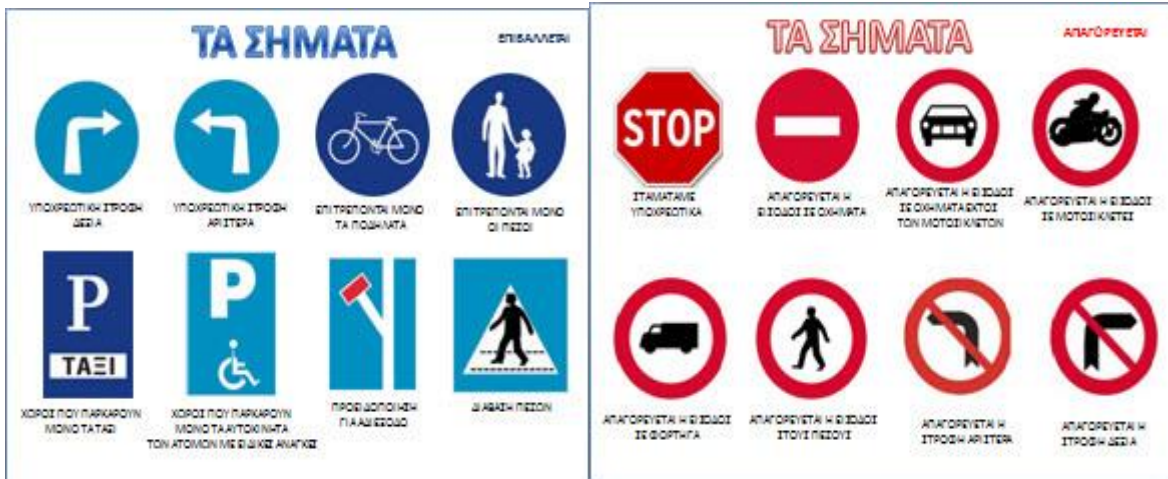 ΤΑ ΣΗΜΑΤΑ
ΕΠΙΒΑΛΛΕΤΑΙ
ΥΠΟΧΡΕΩΤΙΚΗ ΣΤΡΟΦΗ
ΔΕΞΙΑ
ΥΠΟΧΡΕΩΤΙΚΗ ΣΤΡΟΦΗ
ΑΡΙΣΤΕΡΑ
ΕΠΙΤΡΕΠΟΝΤΑΙ ΜΟΝΟ
ΤΑ ΠΟΔΗΛΑΤΑ
ΕΠΙΤΡΕΠΟΝΤΑΙ ΜΟΝΟ
ΟΙ ΠΕΖΟΙ
P
ΤΑΞΙ
P
ΧΩΡΟΣ ΠΟΥ ΠΑΡΚΑΡΟΥΝ
ΜΟΝΟ ΤΑ ΤΑΞΙ
ΧΩΡΟΣ ΠΟΥ ΠΑΡΚΑΡΟΥΝ
ΜΟΝΟ ΤΑ ΑΥΤΟΚΙΝΗΤΑ
ΤΩΝ ΑΤΟΜΩΝ ΜΕ ΕΙΔΙΚΕΣ ΑΝΑΓΚΕΣ
ΠΡΟΕΙΔΟΠΟΙΗΣΗ
ΓΙΑ ΑΔΙΕΞΟΔΟ
ΔΙΑΒΑΣΗ ΠΕΖΩΝ
ΤΑ ΣΗΜΑΤΑ
ΑΠΑΓΟΡΕΥΕΤΑΙ
STOP
ΣΤΑΜΑΤΑΜΕ
ΥΠΟΧΡΕΩΤΙΚΑ
ΑΠΑΓΟΡΕΥΕΤΑΙ Η
ΕΙΣΟΔΟΣ ΣΕ ΟΧΗΜΑΤΑ
ΑΠΑΓΟΡΕΥΕΤΑΙ Η ΕΙΣΟΔΟΣ
ΣΕ ΟΧΗΜΑΤΑ ΕΚΤΟΣ
ΤΩΝ ΜΟΤΟΣΙΚΛΕΤΩΝ
ΑΠΑΓΟΡΕΥΕΤΑΙ Η ΕΙΣΟΔΟΣ
ΣΕ ΜΟΤΟΣΙΚΛΕΤΕΣ
ΑΠΑΓΟΡΕΥΕΤΑΙ Η ΕΙΣΟΔΟΣ
ΣΕ ΦΟΡΤΗΓΑ
ΑΠΑΓΟΡΕΥΕΤΑΙ Η ΕΙΣΟΔΟΣ
ΣΤΟΥΣ ΠΕΖΟΥΣ
ΑΠΑΓΟΡΕΥΕΤΑΙ Η
ΣΤΡΟΦΗ ΑΡΙΣΤΕΡΑ
ΑΠΑΓΟΡΕΥΕΤΑΙ Η
ΣΤΡΟΦΗ ΔΕΞΙΑ